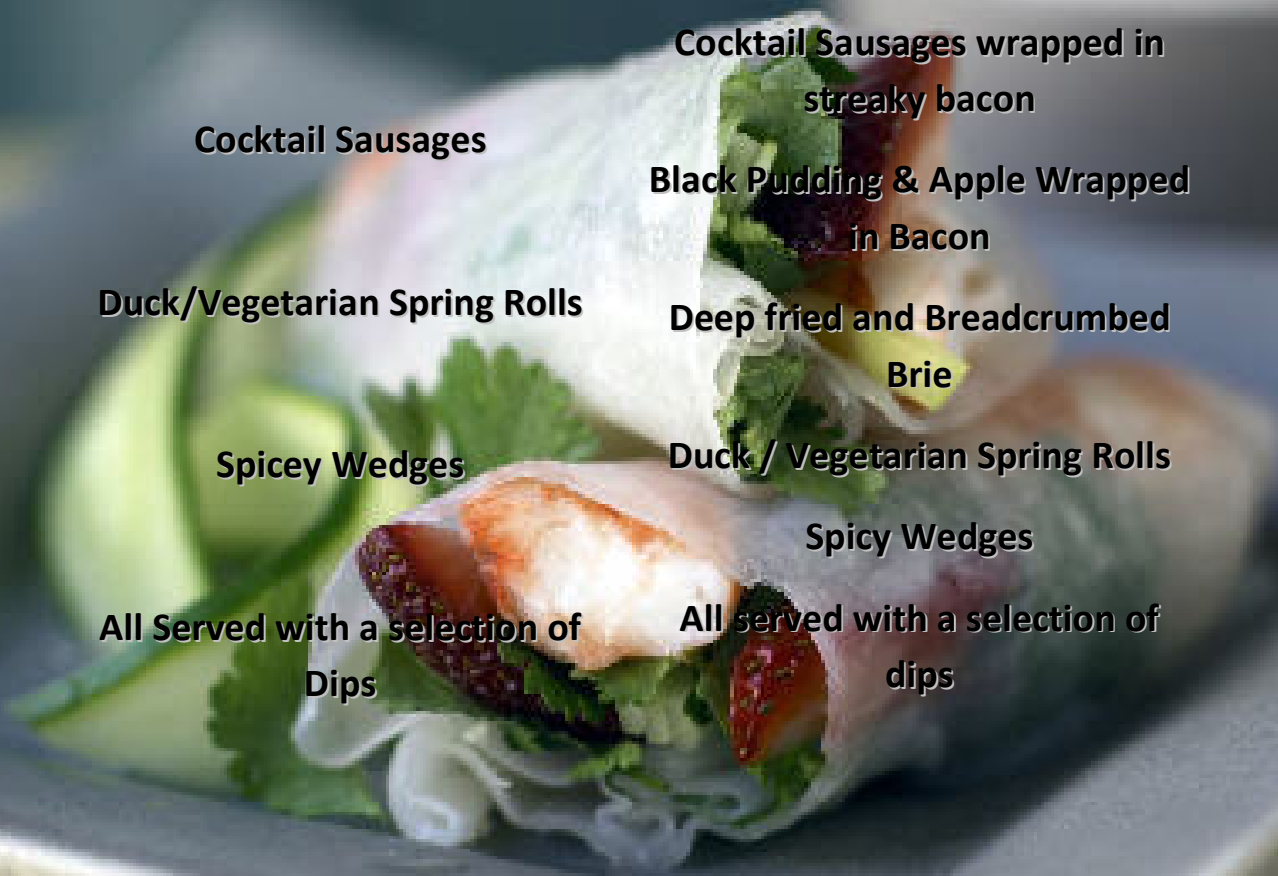 Cocktail Sausages
Duck/Vegetarian Spring Rolls
Spicey Wedges
All Served with a selection of
Dips
Cocktail Sausages wrapped in
streaky bacon
Black Pudding & Apple Wrapped
in Bacon
Deep fried and Breadcrumbed
Brie
Duck / Vegetarian Spring Rolls
Spicy Wedges
All served with a selection of
dips